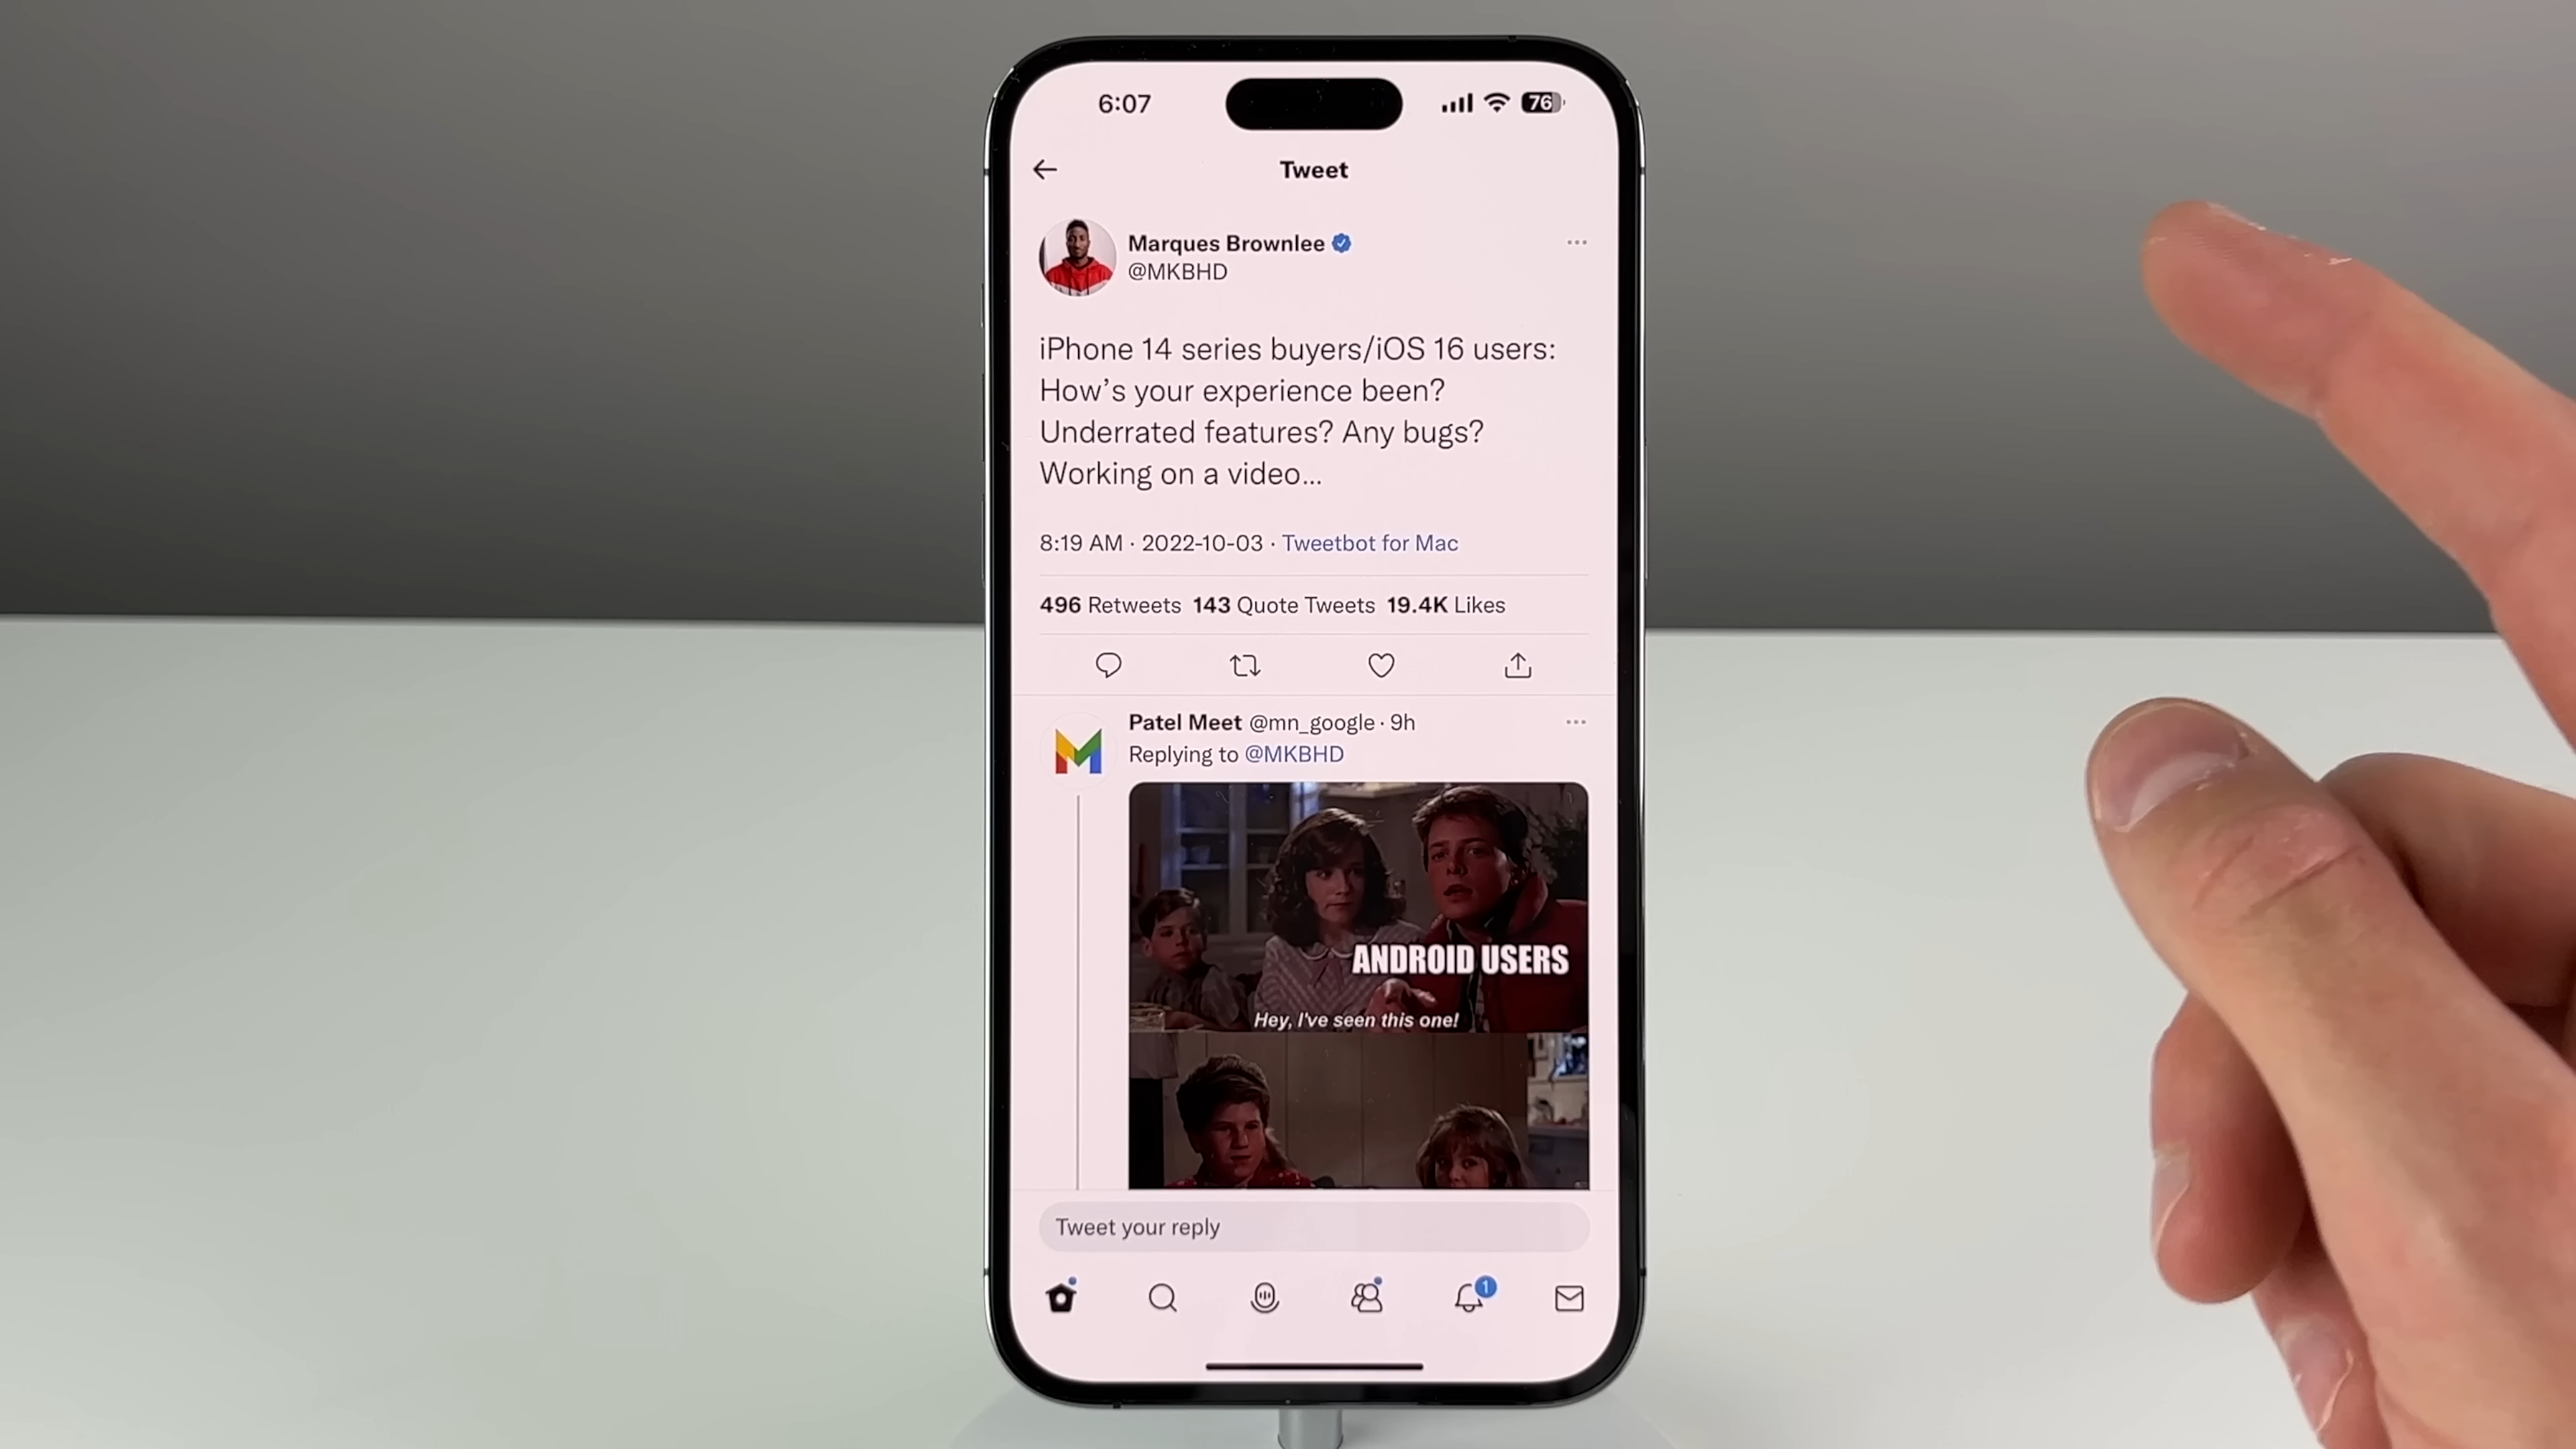 6:07
76
Tweet
Marques Brownlee
@MKBHD
iPhone 14 series buyers/iOS 16 users:
How’s your experience been?
Underrated features? Any bugs?
Working on a video...
8:19 AM · 2022-10-03 · Tweetbot for Mac
496 Retweets 143 Quote Tweets 19.4K Likes
Patel Meet @mn_google · 9h
Replying to @MKBHD
ANDROID USERS
Hey, I've seen this one!
Tweet your reply
1